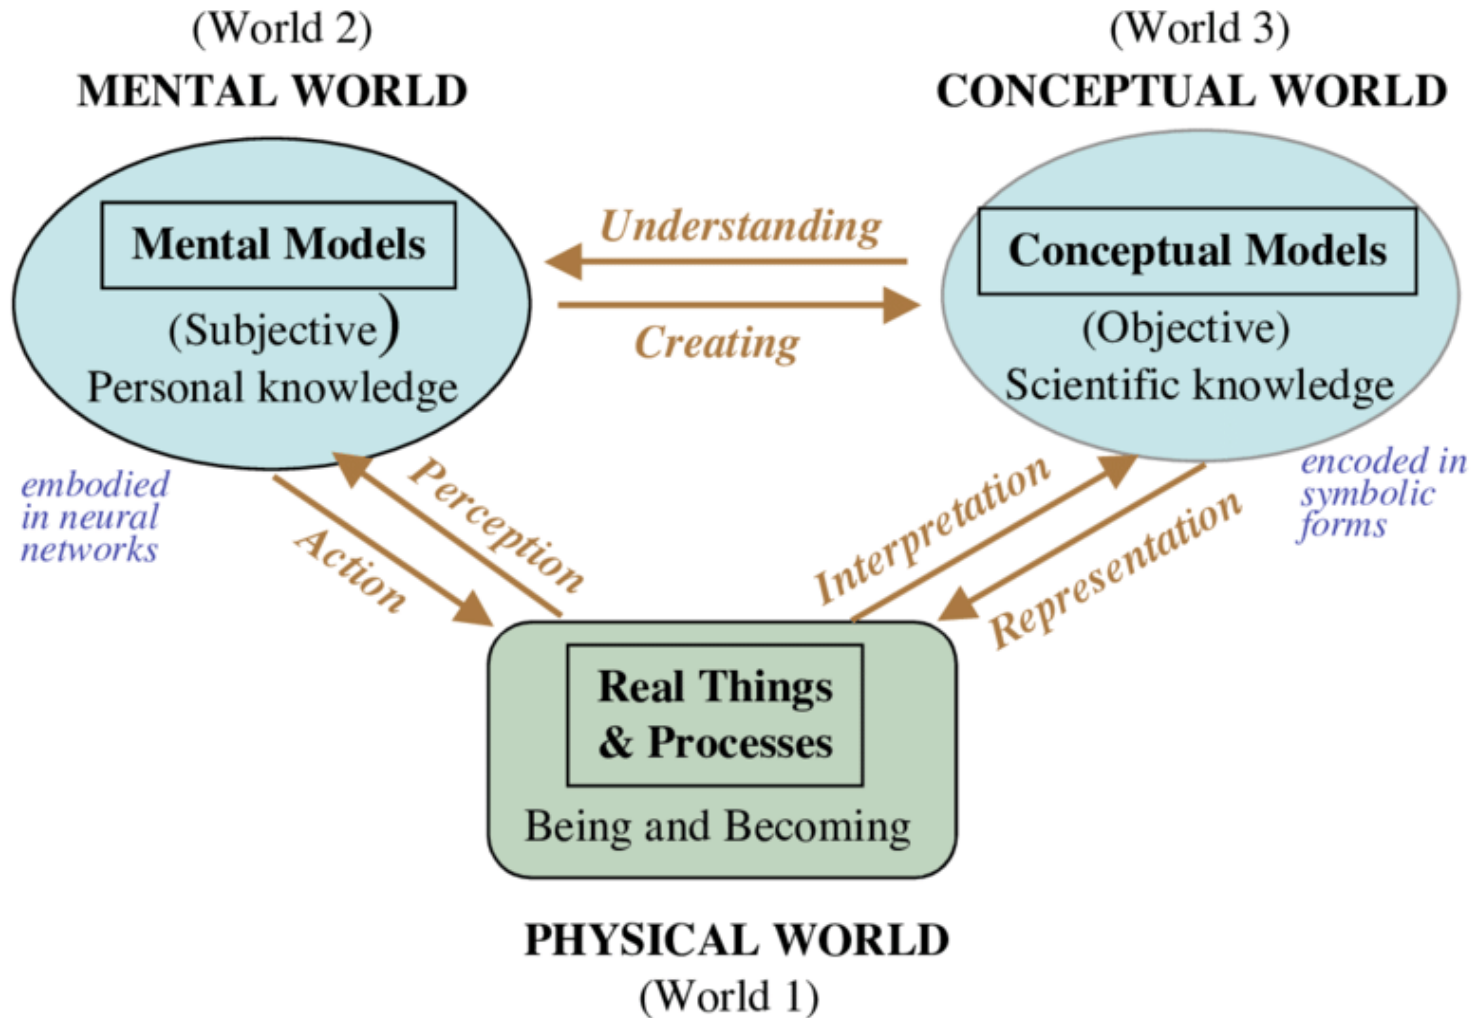 (World 2)
MENTAL WORLD
Mental Models
(Subjective)
Personal knowledge
embodied
in neural
networks
(World 3)
CONCEPTUAL WORLD
Conceptual Models
(Objective)
Scientific knowledge
encoded in
symbolic
forms
Understanding
Creating
Perception
Action
Interpretation
Representation
Real Things
& Processes
Being and Becoming
PHYSICAL WORLD
(World 1)